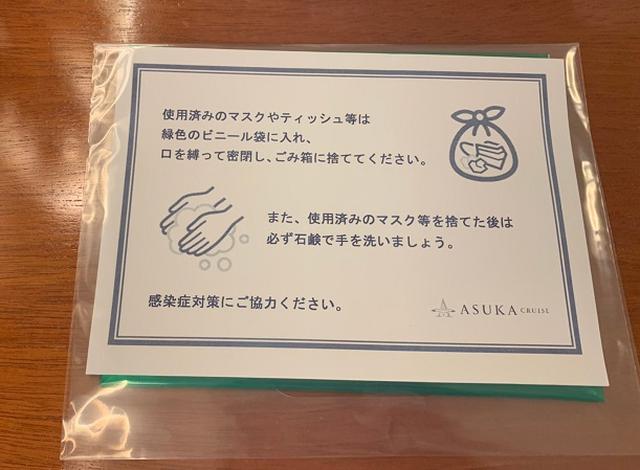 使用済みのマスクやティッシュ等は
緑色のビニール袋に入れ、
口を縛って密閉し、ごみ箱に捨ててください。
また、使用済みのマスク等を捨てた後は
必ず石鹸で手を洗いましょう。
感染症対策にご協力ください。
ASUKA CRUISE